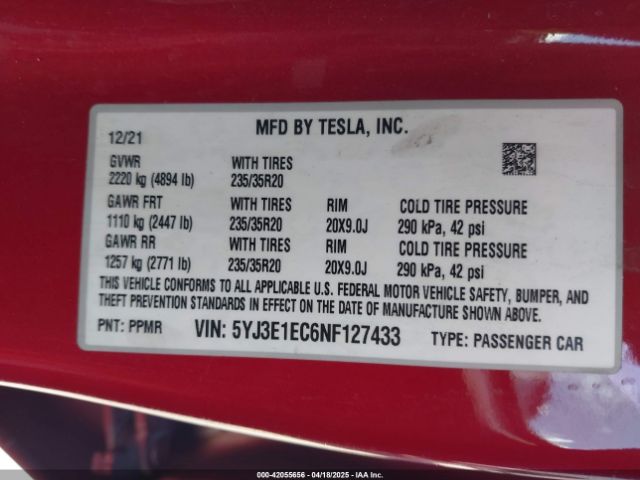 MFD BY TESLA, INC.
12/21
GVWR WITH TIRES
2220 kg (4894 lb) 235/35R20
GAWR FRT WITH TIRES RIM COLD TIRE PRESSURE
1110 kg (2447 lb) 235/35R20 20X9.0J 290 kPa, 42 psi
GAWR RR WITH TIRES RIM COLD TIRE PRESSURE
1257 kg (2771 lb) 235/35R20 20X9.0J 290 kPa, 42 psi
THIS VEHICLE CONFORMS TO ALL APPLICABLE U.S. FEDERAL MOTOR VEHICLE SAFETY, BUMPER, AND
THEFT PREVENTION STANDARDS IN EFFECT ON THE DATE OF MANUFACTURE SHOWN ABOVE.
PNT: PPMR VIN: 5YJ3E1EC6NF127433 TYPE: PASSENGER CAR
000-42055656 - 04/18/2025 - IAA Inc.